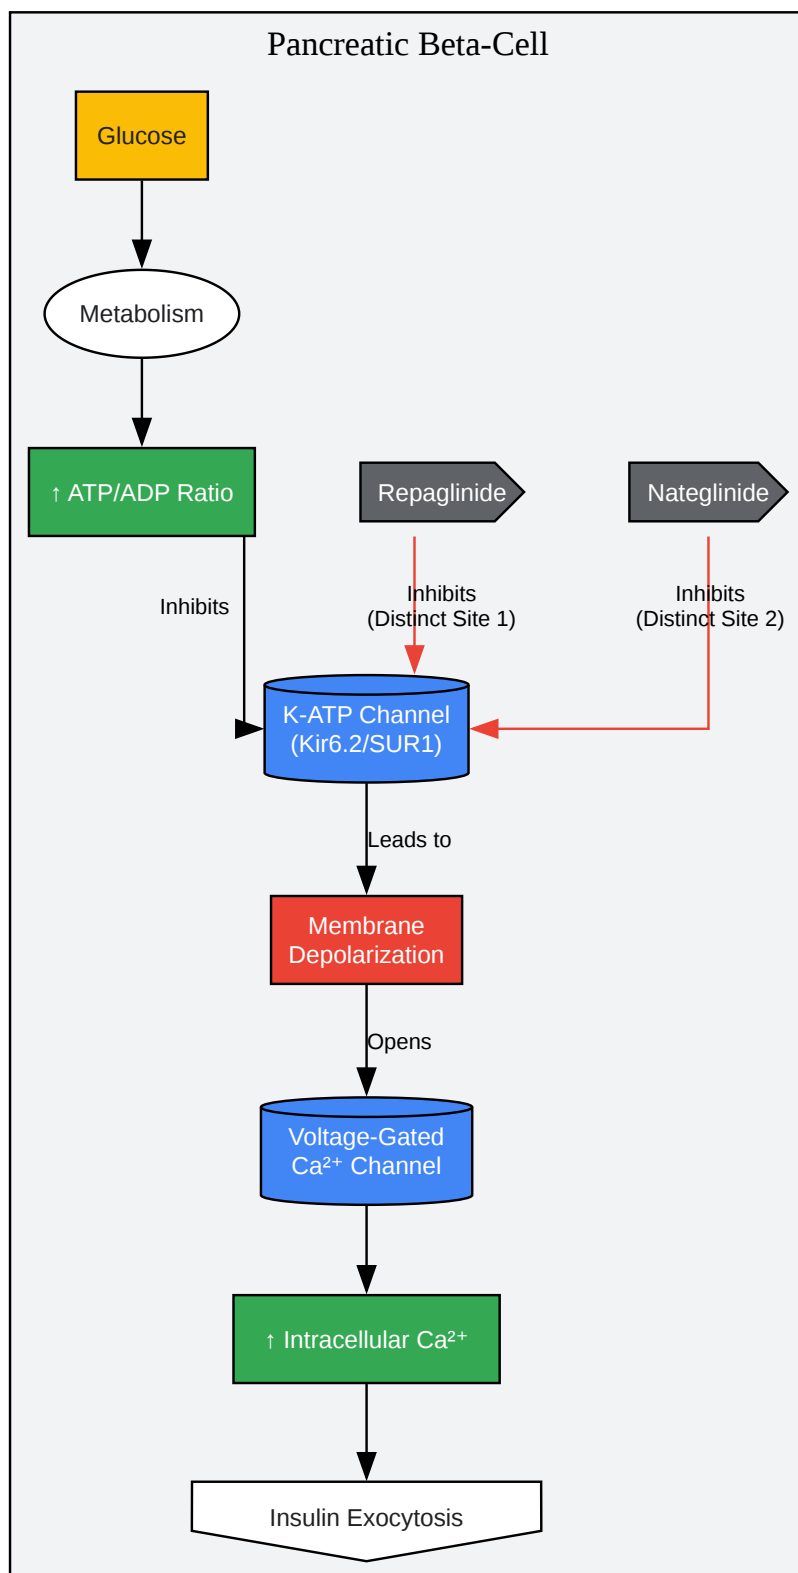 Pancreatic Beta-Cell
Glucose
Metabolism
↑ ATP/ADP Ratio
Repaglinide
Nateglinide
Inhibits
Inhibits
(Distinct Site 1)
Inhibits
(Distinct Site 2)
K-ATP Channel
(Kir6.2/SUR1)
Leads to
Membrane
Depolarization
Opens
Voltage-Gated
Ca²⁺ Channel
↑ Intracellular Ca²⁺
Insulin Exocytosis